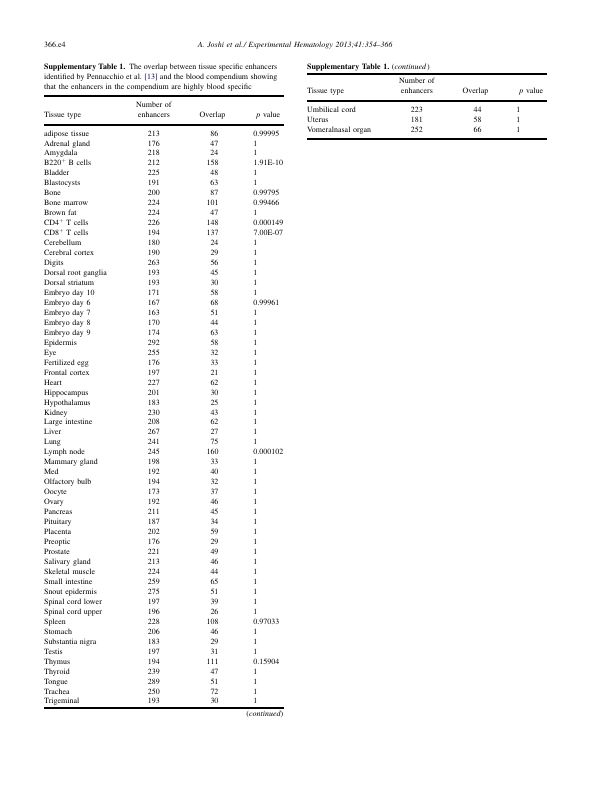 366.e4
A. Joshi et al./ Experimental Hematology 2013;41:354–366
Supplementary Table 1. The overlap between tissue specific enhancers
identified by Pennacchio et al. [13] and the blood compendium showing
that the enhancers in the compendium are highly blood specific
Number of
Tissue type enhancers Overlap p value
adipose tissue 213 86 0.99995
Adrenal gland 176 47 1
Amygdala 218 24 1
B220+ B cells 212 158 1.91E-10
Bladder 225 48 1
Blastocysts 191 63 1
Bone 200 87 0.99795
Bone marrow 224 101 0.99466
Brown fat 224 47 1
CD4+ T cells 226 148 0.000149
CD8+ T cells 194 137 7.00E-07
Cerebellum 180 24 1
Cerebral cortex 190 29 1
Digits 263 56 1
Dorsal root ganglia 193 45 1
Dorsal striatum 193 30 1
Embryo day 10 171 58 1
Embryo day 6 167 68 0.99961
Embryo day 7 163 51 1
Embryo day 8 170 44 1
Embryo day 9 174 63 1
Epidermis 292 58 1
Eye 255 32 1
Fertilized egg 176 33 1
Frontal cortex 197 21 1
Heart 227 62 1
Hippocampus 201 30 1
Hypothalamus 183 25 1
Kidney 230 43 1
Large intestine 208 62 1
Liver 267 27 1
Lung 241 75 1
Lymph node 245 160 0.000102
Mammary gland 198 33 1
Med 192 40 1
Olfactory bulb 194 32 1
Oocyte 173 37 1
Ovary 192 46 1
Pancreas 211 45 1
Pituitary 187 34 1
Placenta 202 59 1
Preoptic 176 29 1
Prostate 221 49 1
Salivary gland 213 46 1
Skeletal muscle 224 44 1
Small intestine 259 65 1
Snout epidermis 275 51 1
Spinal cord lower 197 39 1
Spinal cord upper 196 26 1
Spleen 228 108 0.97033
Stomach 206 46 1
Substantia nigra 183 29 1
Testis 197 31 1
Thymus 194 111 0.15904
Thyroid 239 47 1
Tongue 289 51 1
Trachea 250 72 1
Trigeminal 193 30 1
(continued)
Supplementary Table 1. (continued)
Number of
Tissue type enhancers Overlap p value
Umbilical cord 223 44 1
Uterus 181 58 1
Vomeralnasal organ 252 66 1